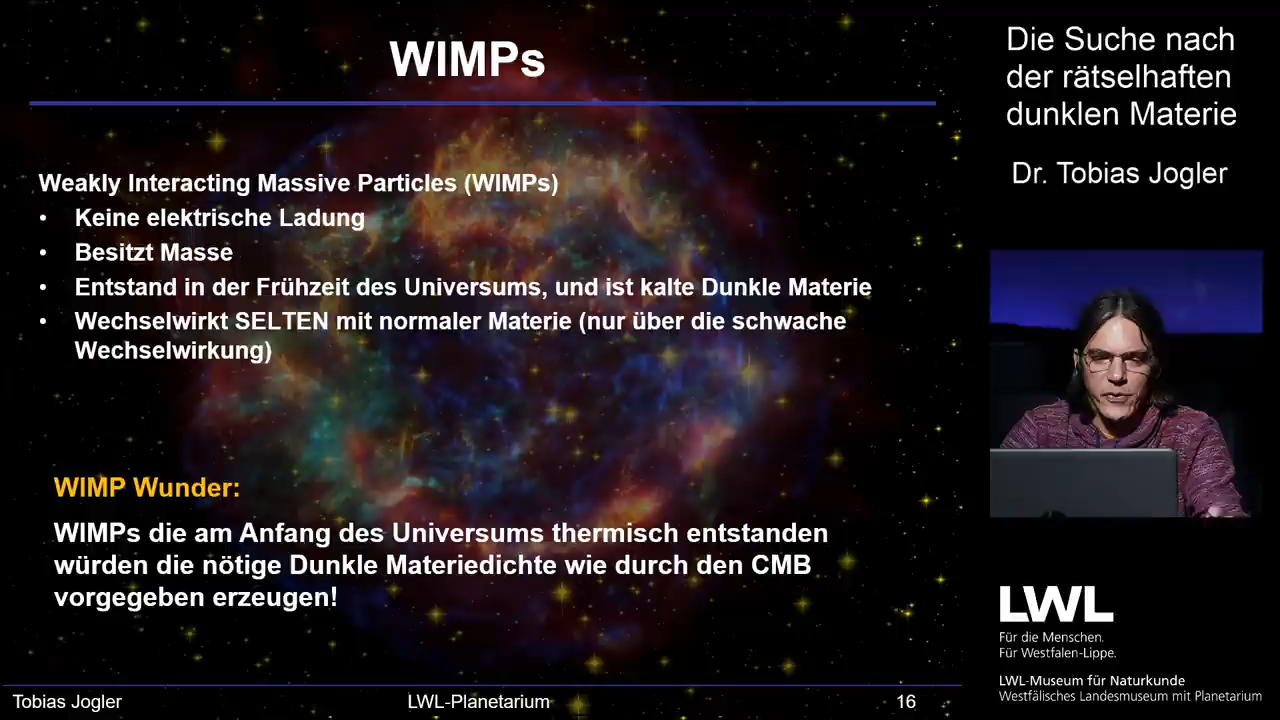 WIMPs
Weakly Interacting Massive Particles (WIMPs)
• Keine elektrische Ladung
• Besitzt Masse
• Entstand in der Frühzeit des Universums, und ist kalte Dunkle Materie
• Wechselwirkt SELTEN mit normaler Materie (nur über die schwache
Wechselwirkung)
WIMP Wunder:
WIMPs die am Anfang des Universums thermisch entstanden
würden die nötige Dunkle Materiedichte wie durch den CMB
vorgegeben erzeugen!
Tobias Jogler
LWL-Planetarium
16
Die Suche nach
der rätselhaften
dunklen Materie
Dr. Tobias Jogler
LWL
Für die Menschen.
Für Westfalen-Lippe.
LWL-Museum für Naturkunde
Westfälisches Landesmuseum mit Planetarium